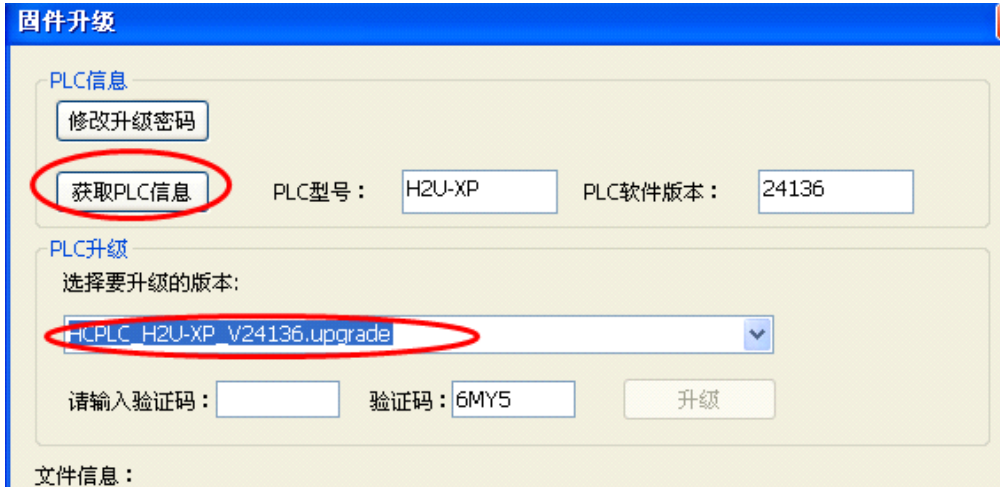 固件升级
PLC信息
修改升级密码
获取PLC信息 PLC型号： H2U-XP PLC软件版本： 24136
PLC升级
选择要升级的版本:
HCPLC_H2U-XP_V24136.upgrade
请输入验证码： 验证码： 6MY5 升级
文件信息：